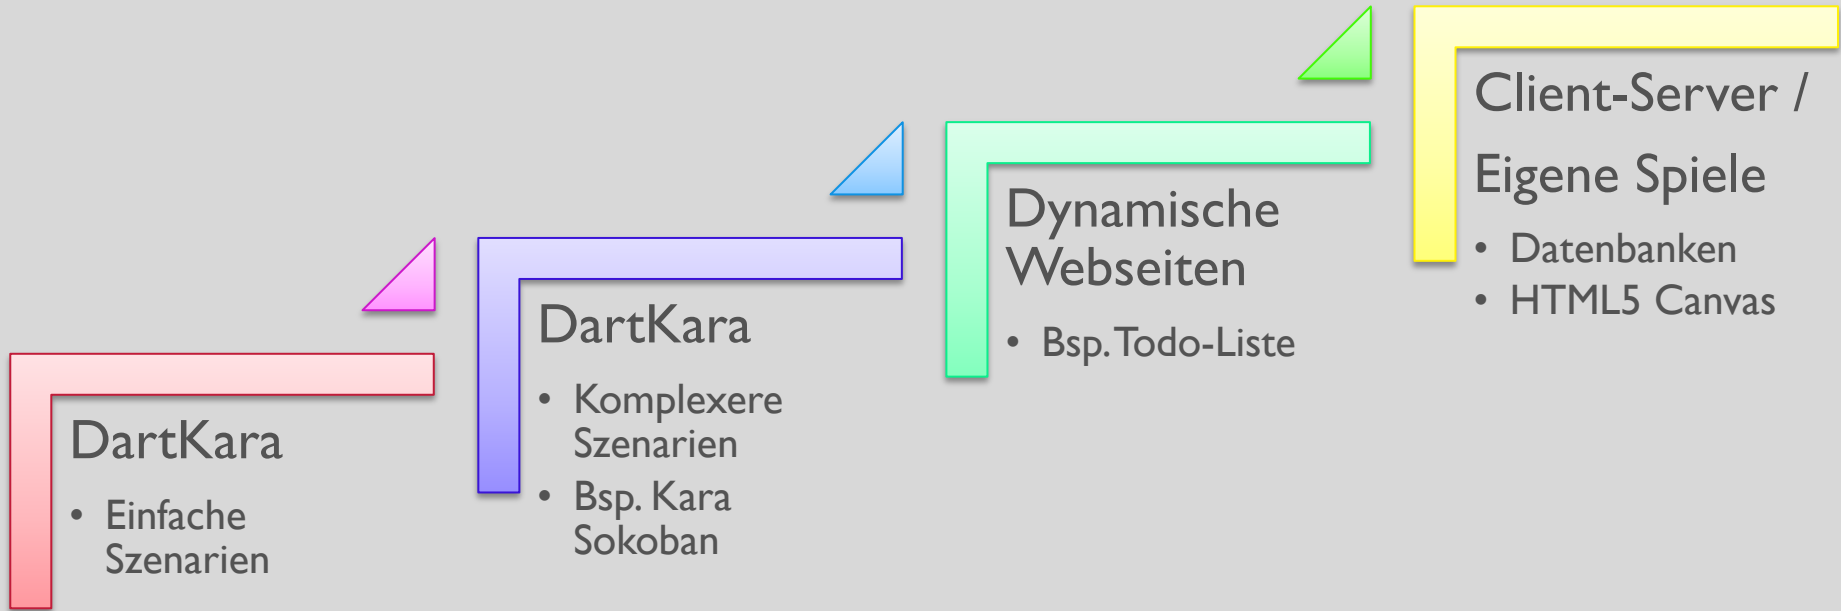 DartKara
• Einfache
Szenarien
DartKara
• Komplexere
Szenarien
• Bsp. Kara
Sokoban
Dynamische
Webseiten
• Bsp. Todo-Liste
Client-Server /
Eigene Spiele
• Datenbanken
• HTML5 Canvas